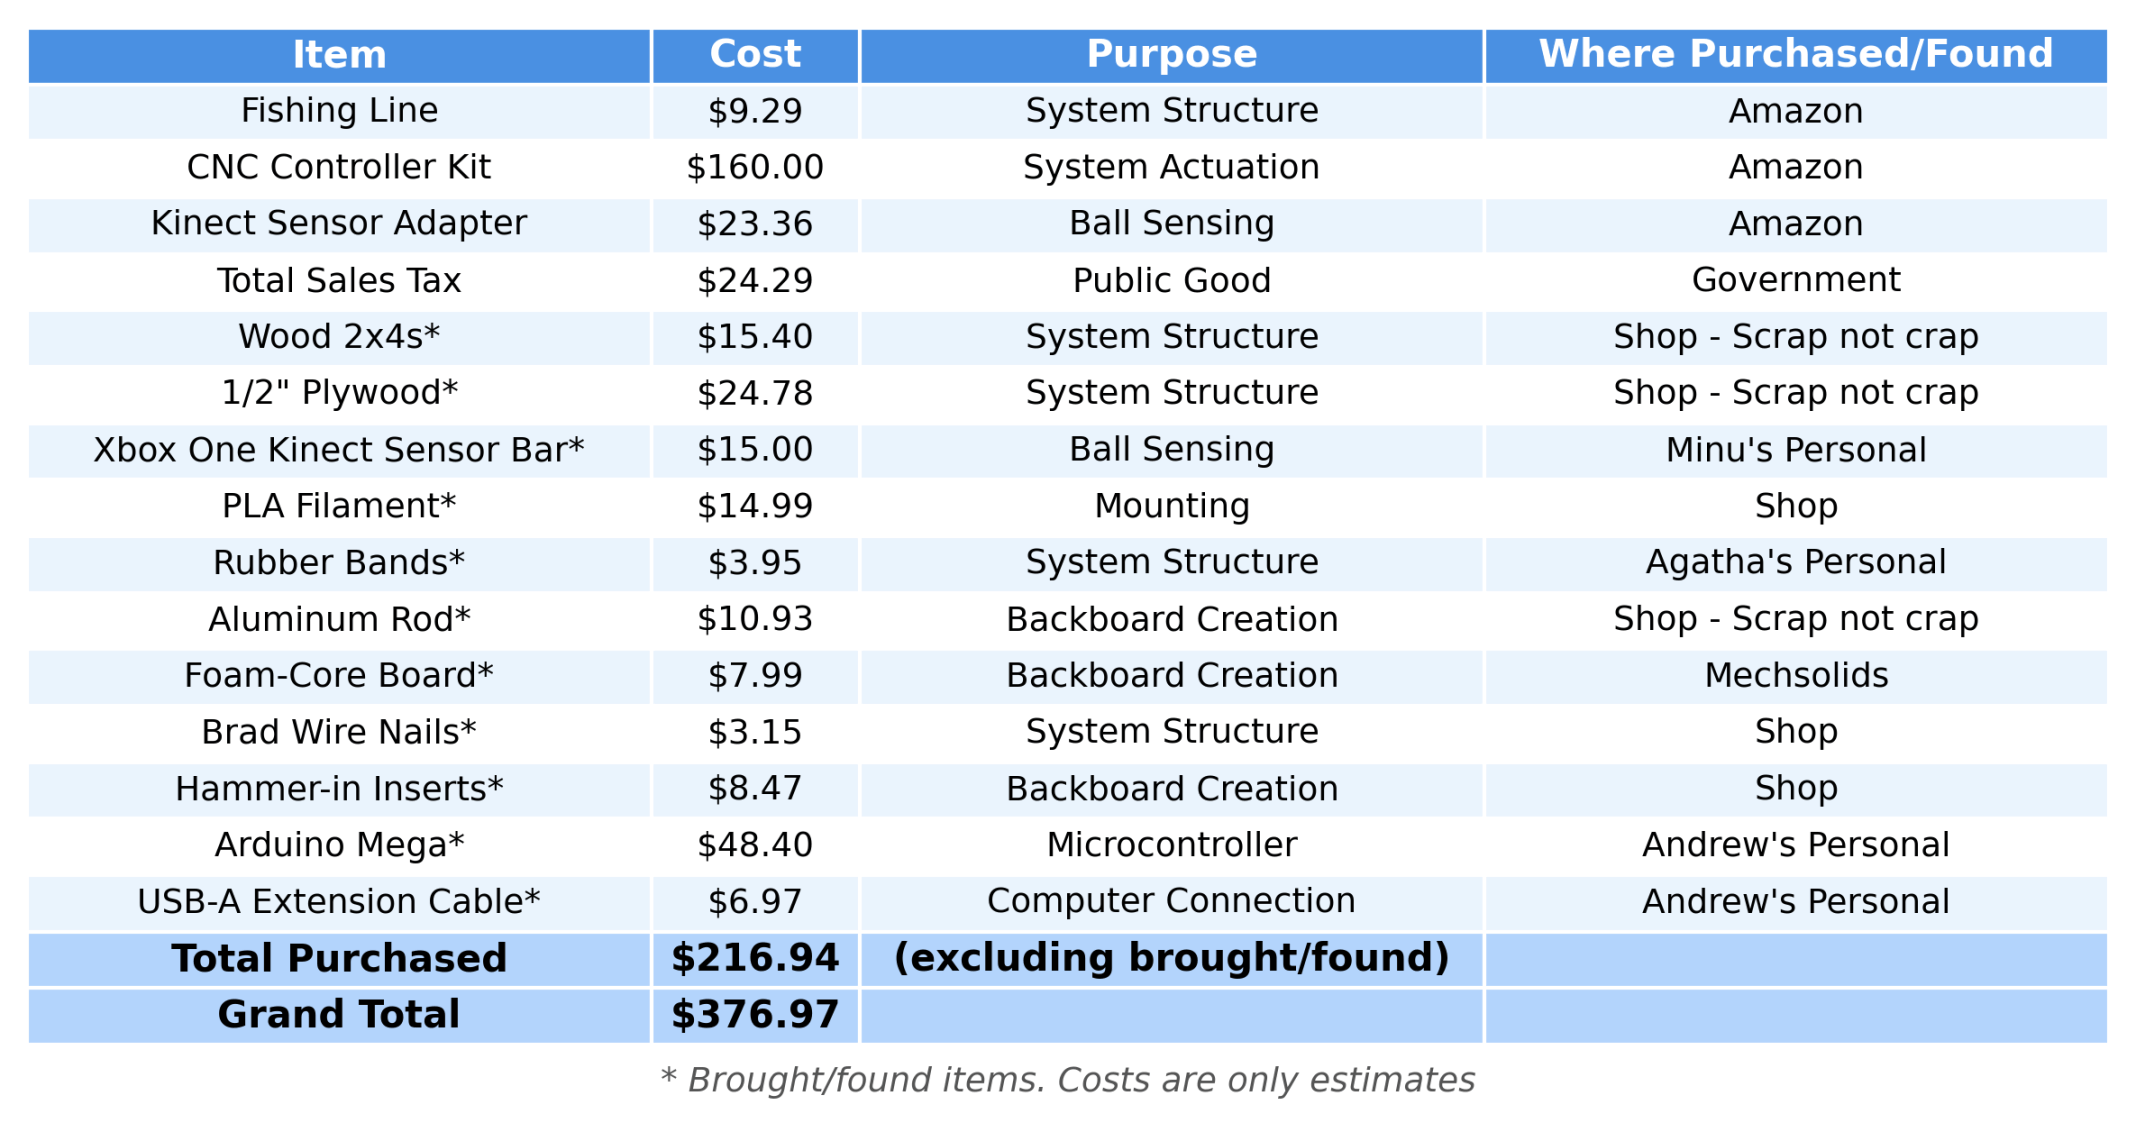 Item Cost Purpose Where Purchased/Found
Fishing Line $9.29 System Structure Amazon
CNC Controller Kit $160.00 System Actuation Amazon
Kinect Sensor Adapter $23.36 Ball Sensing Amazon
Total Sales Tax $24.29 Public Good Government
Wood 2x4s* $15.40 System Structure Shop - Scrap not crap
1/2" Plywood* $24.78 System Structure Shop - Scrap not crap
Xbox One Kinect Sensor Bar* $15.00 Ball Sensing Minu's Personal
PLA Filament* $14.99 Mounting Shop
Rubber Bands* $3.95 System Structure Agatha's Personal
Aluminum Rod* $10.93 Backboard Creation Shop - Scrap not crap
Foam-Core Board* $7.99 Backboard Creation Mechsolids
Brad Wire Nails* $3.15 System Structure Shop
Hammer-in Inserts* $8.47 Backboard Creation Shop
Arduino Mega* $48.40 Microcontroller Andrew's Personal
USB-A Extension Cable* $6.97 Computer Connection Andrew's Personal
Total Purchased $216.94 (excluding brought/found)
Grand Total $376.97
* Brought/found items. Costs are only estimates